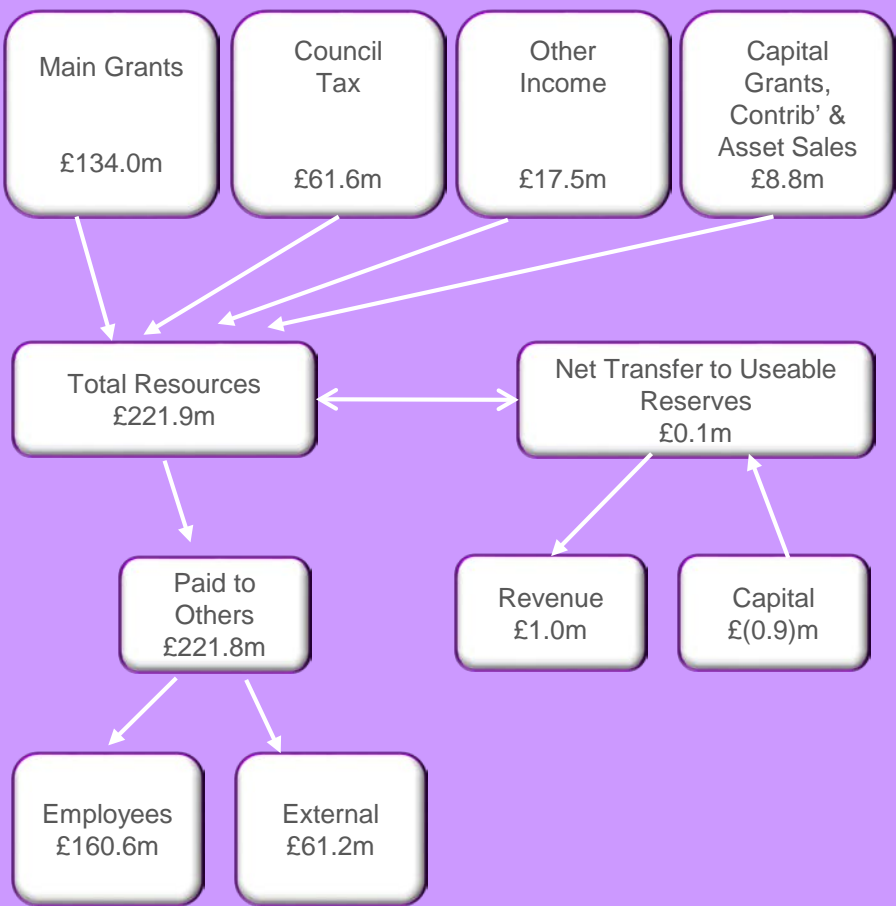 Main Grants
£134.0m
Council
Tax
£61.6m
Other
Income
£17.5m
Capital
Grants,
Contrib’ &
Asset Sales
£8.8m
Total Resources
£221.9m
Net Transfer to Useable
Reserves
£0.1m
Paid to
Others
£221.8m
Revenue
£1.0m
Capital
£(0.9)m
Employees
£160.6m
External
£61.2m